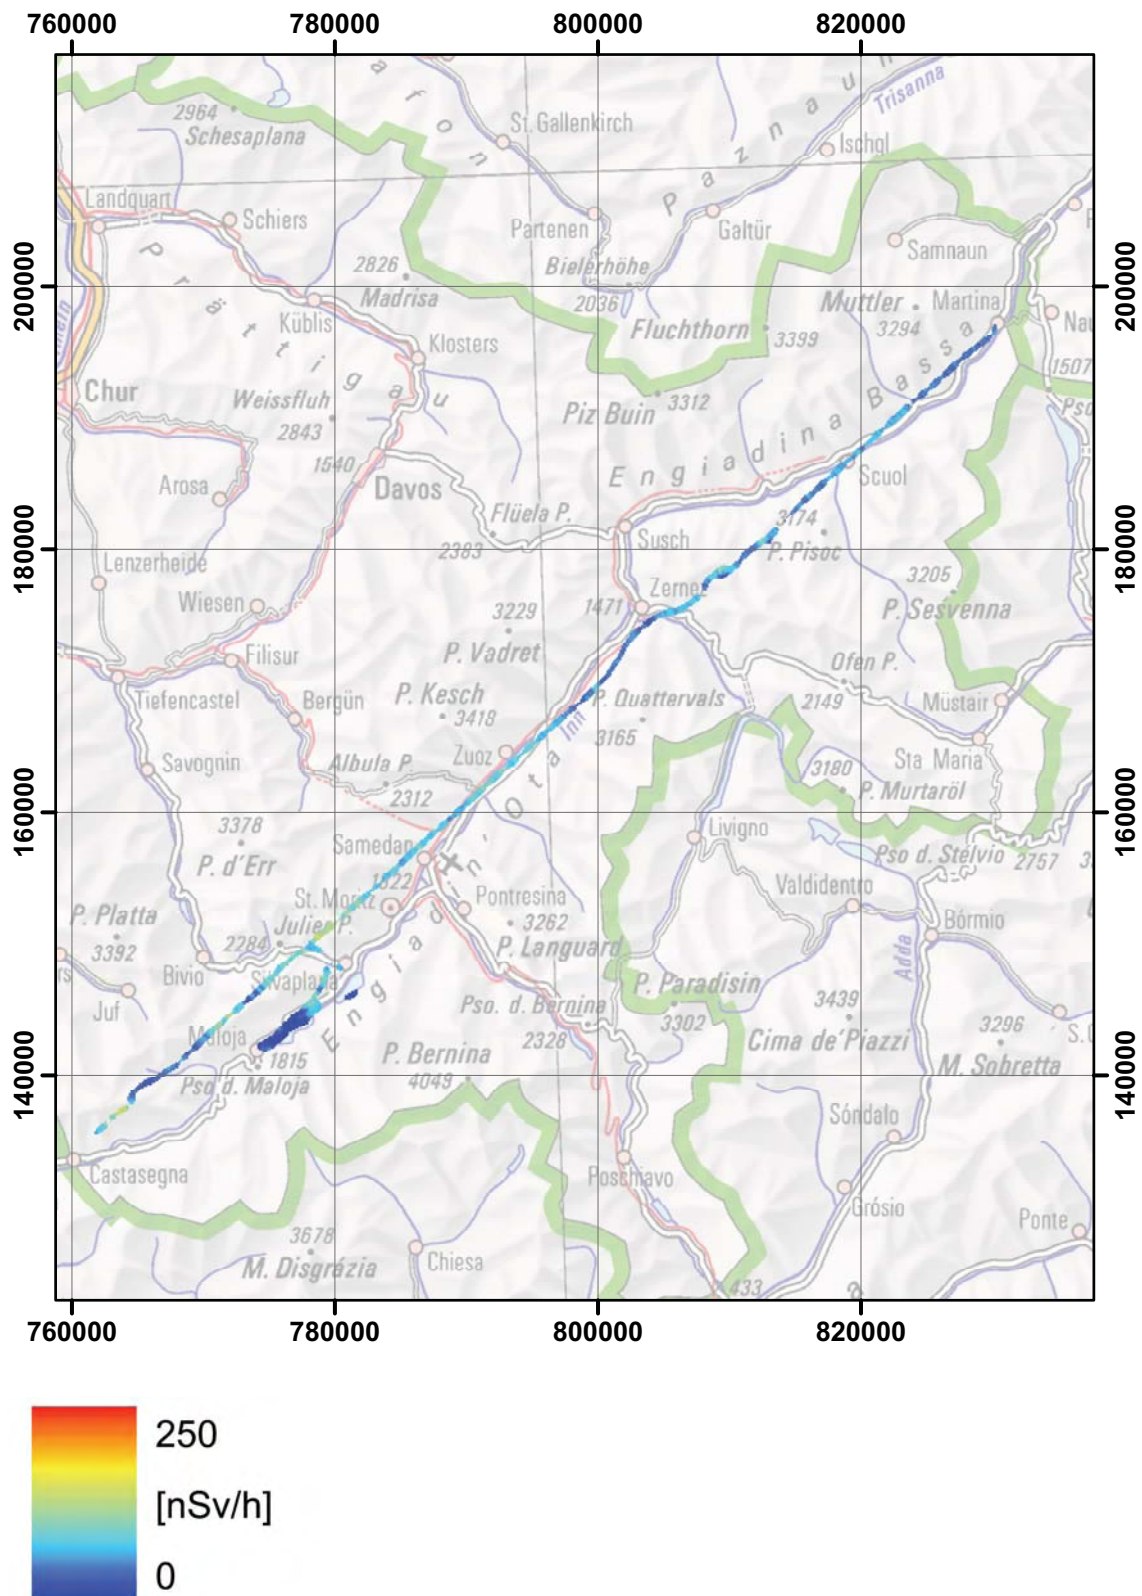 760000 780000 800000 820000
2964
Schesaplana
St. Gallenkirch
Trisanna
Ischgl
P a z n a u n
a f o n
Landquart
Schiers
Partenen
Galtür
Samnaun
P r ä t t i g a u
2826
Madrisa
Bielerhöhe
2036
200000 200000
Küblis
Muttler
3294
Martina
Fluchthorn
3399
Klosters
Chur
Weissfluh
2843
Piz Buin
3312
1507
E n g i a d i n a B a s s a
1540
Davos
Arosa
Scuol
Flüela P.
2383
Susch
3174
P. Pisoc
180000 180000
Lenzerheide
Wiesen
3229
P. Vadret
1471
Zernez
3205
P. Sesvenna
Filisur
Ofen P.
2149
Tiefencastel
Bergün
P. Kesch
3418
P. Quattervals
3165
Müstair
Inn
Savognin
Albula P.
2312
Zuoz
Sta Maria
3180
P. Murtaröl
160000 160000
3378
P. d'Err
Samedan
Livigno
Pso d. Stelvio
2757
1822
St. Moritz
Pontresina
Valdidentro
P. Platta
3392
Julier P.
2284
3262
P. Languard
Bórmio
Adda
Bivio
Silvaplana
E n g i a d i n' O t a
P. Paradisin
3302
Juf
Pso. d. Bernina
2328
3439
Cima de' Piazzi
3296
M. Sobretta
Maloja
1815
Pso d. Maloja
P. Bernina
4049
140000 140000
Sóndalo
Castasegna
Poschiavo
Grósio
3678
M. Disgrázia
Chiesa
Ponte
433
760000 780000 800000 820000
250
[nSv/h]
0